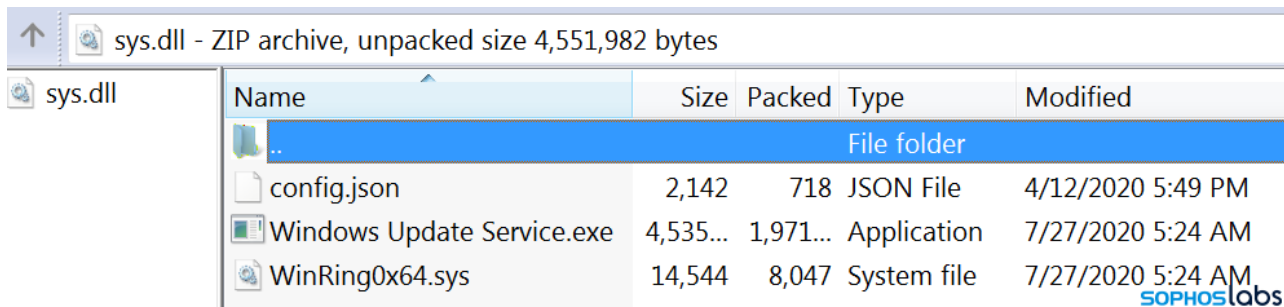 sys.dll - ZIP archive, unpacked size 4,551,982 bytes
sys.dll
Name Size Packed Type Modified
.. File folder
config.json 2,142 718 JSON File 4/12/2020 5:49 PM
Windows Update Service.exe 4,535... 1,971... Application 7/27/2020 5:24 AM
WinRing0x64.sys 14,544 8,047 System file 7/27/2020 5:24 AM
SOPHOSLabs